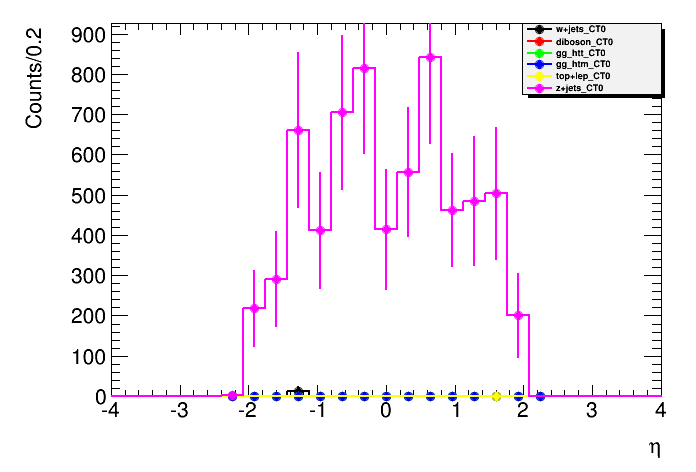 Counts/0.2
900
800
700
600
500
400
300
200
100
0
-4 -3 -2 -1 0 1 2 3 4
η
w+jets_CT0
diboson_CT0
gg_htt_CT0
gg_htm_CT0
top+lep_CT0
z+jets_CT0